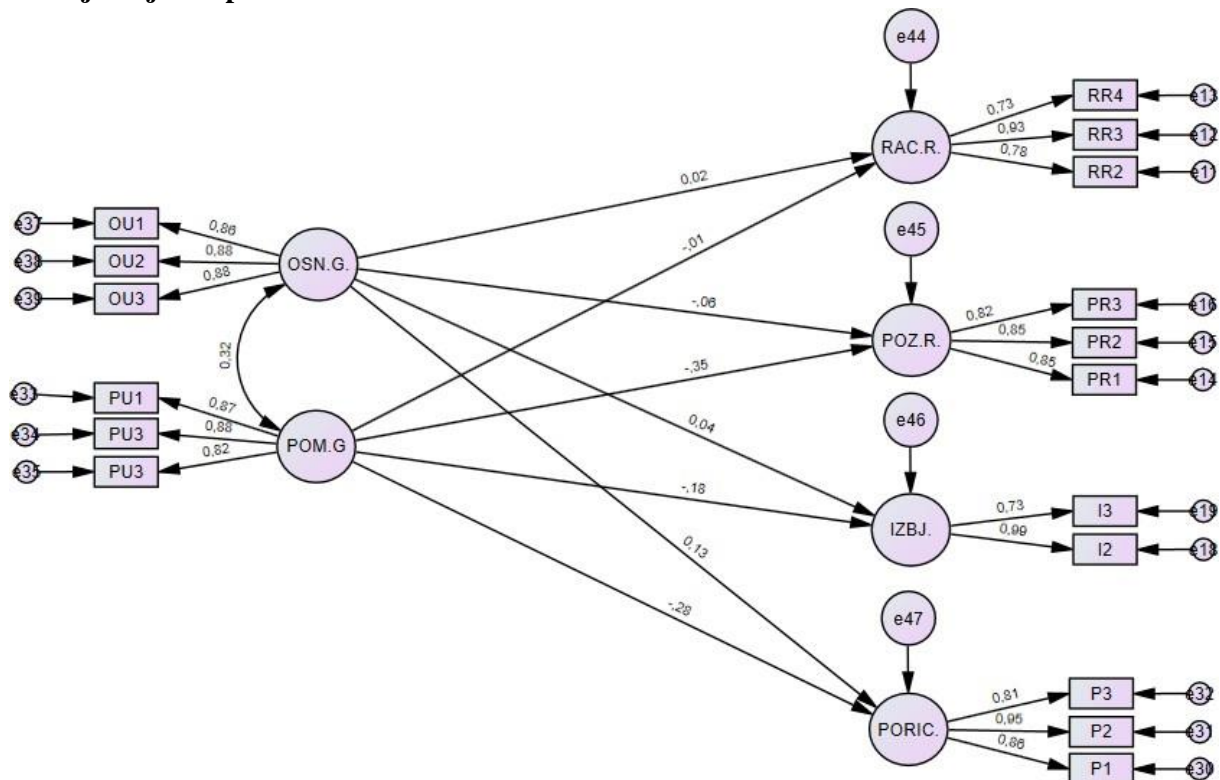 e44
RR4
e13
0,73
RR3
e12
0,93
RAC.R.
0,78
RR2
e11
0,02
e37
OU1
0,86
e45
-,01
e38
OU2
0,88
OSN.G.
e39
OU3
0,88
-,06
PR3
e16
0,82
POZ.R.
0,85
PR2
e15
0,32
0,85
PR1
e14
-,35
PU1
0,87
e46
0,04
e34
PU3
0,88
POM.G
e35
PU3
0,82
-,18
I3
e19
0,73
IZBJ.
0,99
I2
e18
0,13
-,28
e47
P3
e32
0,81
PORIC.
0,95
P2
e31
0,86
P1
e30